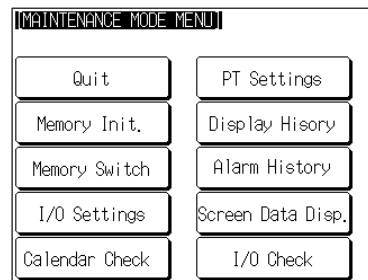 [MAINTENANCE MODE MENU]
Quit
PT Settings
Memory Init.
Display Hisory
Memory Switch
Alarm History
I/O Settings
Screen Data Disp.
Calendar Check
I/O Check